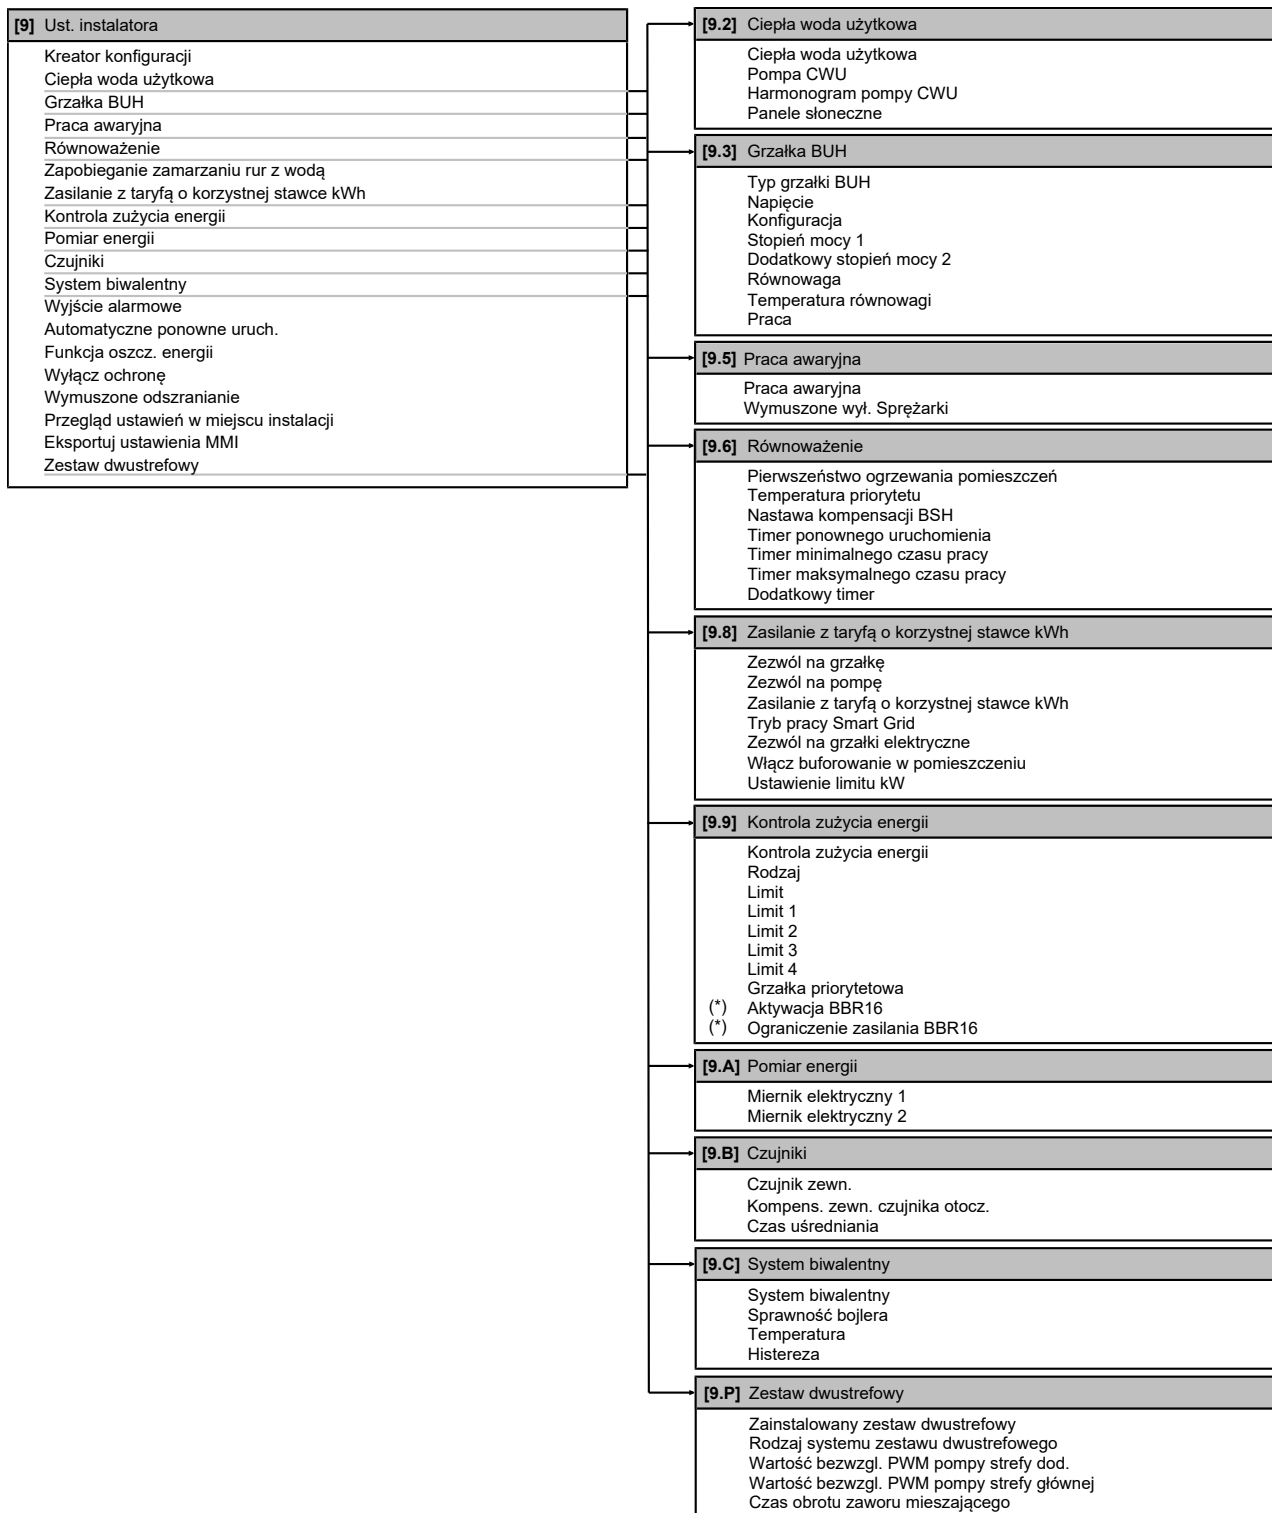 [9] Ust. instalatora
Kreator konfiguracji
Ciepła woda użytkowa
Grzałka BUH
Praca awaryjna
Równoważenie
Zapobieganie zamarzaniu rur z wodą
Zasilanie z taryfą o korzystnej stawce kWh
Kontrola zużycia energii
Pomiar energii
Czujniki
System biwalentny
Wyjście alarmowe
Automatyczne ponowne uruch.
Funkcja oszcz. energii
Wyłącz ochronę
Wymuszone odszranianie
Przegląd ustawień w miejscu instalacji
Eksportuj ustawienia MMI
Zestaw dwustrefowy
[9.2] Ciepła woda użytkowa
Ciepła woda użytkowa
Pompa CWU
Harmonogram pompy CWU
Panele słoneczne
[9.3] Grzałka BUH
Typ grzałki BUH
Napięcie
Konfiguracja
Stopień mocy 1
Dodatkowy stopień mocy 2
Równowaga
Temperatura równowagi
Praca
[9.5] Praca awaryjna
Praca awaryjna
Wymuszone wył. Sprężarki
[9.6] Równoważenie
Pierwszeństwo ogrzewania pomieszczeń
Temperatura priorytetu
Nastawa kompensacji BSH
Timer ponownego uruchomienia
Timer minimalnego czasu pracy
Timer maksymalnego czasu pracy
Dodatkowy timer
[9.8] Zasilanie z taryfą o korzystnej stawce kWh
Zezwól na grzałkę
Zezwól na pompę
Zasilanie z taryfą o korzystnej stawce kWh
Tryb pracy Smart Grid
Zezwól na grzałki elektryczne
Włącz buforowanie w pomieszczeniu
Ustawienie limitu kW
[9.9] Kontrola zużycia energii
Kontrola zużycia energii
Rodzaj
Limit
Limit 1
Limit 2
Limit 3
Limit 4
Grzałka priorytetowa
(*) Aktywacja BBR16
(*) Ograniczenie zasilania BBR16
[9.A] Pomiar energii
Miernik elektryczny 1
Miernik elektryczny 2
[9.B] Czujniki
Czujnik zewn.
Kompens. zewn. czujnika otocz.
Czas uśredniania
[9.C] System biwalentny
System biwalentny
Sprawność bojlera
Temperatura
Histereza
[9.P] Zestaw dwustrefowy
Zainstalowany zestaw dwustrefowy
Rodzaj systemu zestawu dwustrefowego
Wartość bezwzgl. PWM pompy strefy dod.
Wartość bezwzgl. PWM pompy strefy głównej
Czas obrotu zaworu mieszającego